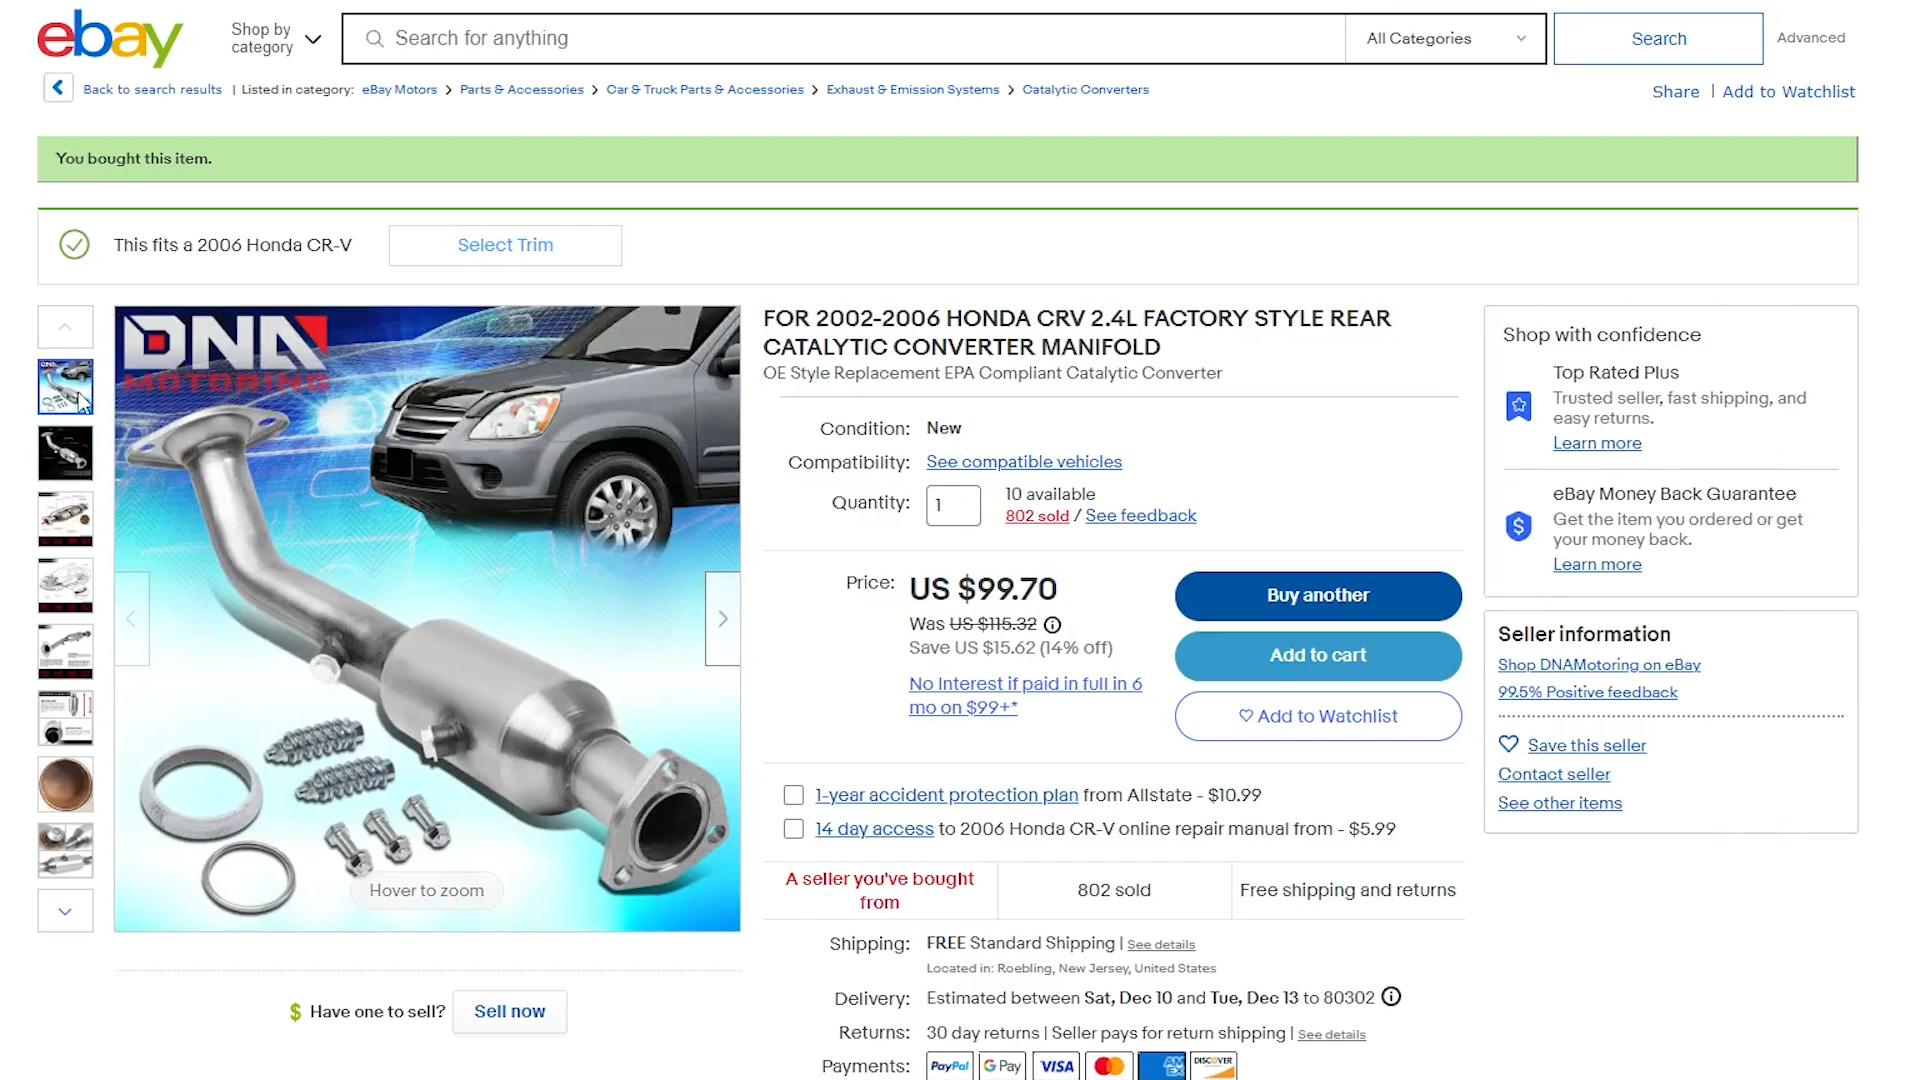 ebay
Shop by
category
Search for anything
All Categories
Search
Advanced
Back to search results | Listed in category: eBay Motors > Parts & Accessories > Car & Truck Parts & Accessories > Exhaust & Emission Systems > Catalytic Converters
Share | Add to Watchlist
You bought this item.
This fits a 2006 Honda CR-V
Select Trim
DNA
MOTORING
Hover to zoom
$ Have one to sell?
Sell now
FOR 2002-2006 HONDA CRV 2.4L FACTORY STYLE REAR
CATALYTIC CONVERTER MANIFOLD
OE Style Replacement EPA Compliant Catalytic Converter
Condition: New
Compatibility: See compatible vehicles
Quantity: 1
10 available
802 sold / See feedback
Price: US $99.70
Was US $115.32
Save US $15.62 (14% off)
No Interest if paid in full in 6
mo on $99+*
Buy another
Add to cart
Add to Watchlist
1-year accident protection plan from Allstate - $10.99
14 day access to 2006 Honda CR-V online repair manual from - $5.99
A seller you've bought
from
802 sold
Free shipping and returns
Shipping: FREE Standard Shipping | See details
Located in: Roebling, New Jersey, United States
Delivery: Estimated between Sat, Dec 10 and Tue, Dec 13 to 80302
Returns: 30 day returns | Seller pays for return shipping | See details
Payments: PayPal G Pay VISA AMEX DISCOVER
Shop with confidence
Top Rated Plus
Trusted seller, fast shipping, and
easy returns.
Learn more
eBay Money Back Guarantee
Get the item you ordered or get
your money back.
Learn more
Seller information
Shop DNAMotoring on eBay
99.5% Positive feedback
Save this seller
Contact seller
See other items